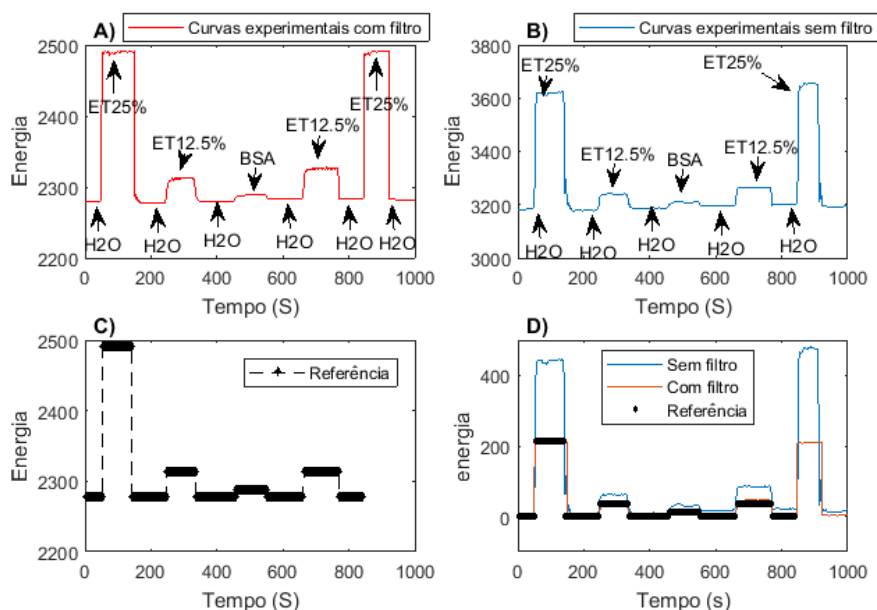 A)
Curvas experimentais com filtro
2500
2400
2300
2200
Energia
ET25%
ET12.5%
BSA
ET12.5%
ET25%
H2O
H2O
H2O
H2O
H2O
H2O
0 200 400 600 800 1000
Tempo (S)
B)
Curvas experimentais sem filtro
3800
3600
3400
3200
3000
Energia
ET25%
ET12.5%
BSA
ET12.5%
ET25%
H2O
H2O
H2O
H2O
H2O
0 200 400 600 800 1000
Tempo (S)
C)
2500
2400
2300
2200
Energia
Referência
0 200 400 600 800 1000
Tempo (S)
D)
400
200
0
energia
Sem filtro
Com filtro
Referência
0 200 400 600 800 1000
Tempo (s)